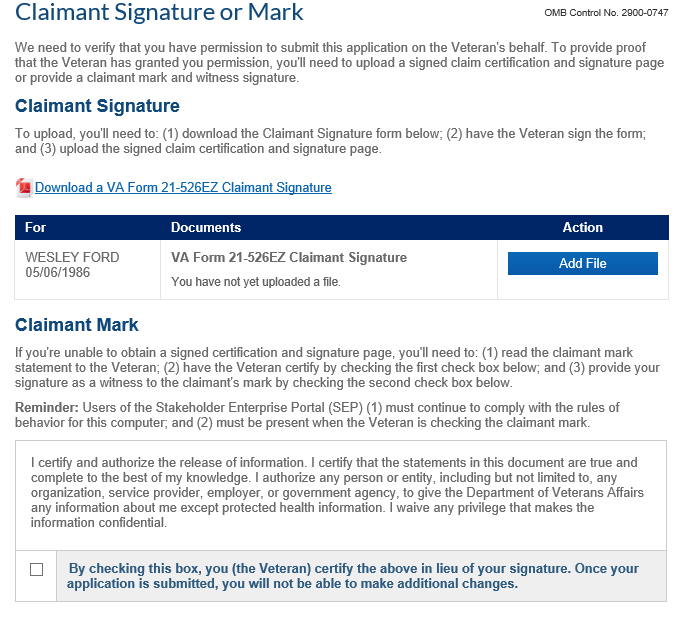 Claimant Signature or Mark
OMB Control No. 2900-0747
We need to verify that you have permission to submit this application on the Veteran's behalf. To provide proof
that the Veteran has granted you permission, you'll need to upload a signed claim certification and signature page
or provide a claimant mark and witness signature.
Claimant Signature
To upload, you'll need to: (1) download the Claimant Signature form below; (2) have the Veteran sign the form;
and (3) upload the signed claim certification and signature page.
Download a VA Form 21-526EZ Claimant Signature
For Documents Action
WESLEY FORD
05/06/1986
VA Form 21-526EZ Claimant Signature
You have not yet uploaded a file.
Add File
Claimant Mark
If you're unable to obtain a signed certification and signature page, you'll need to: (1) read the claimant mark
statement to the Veteran; (2) have the Veteran certify by checking the first check box below; and (3) provide your
signature as a witness to the claimant's mark by checking the second check box below.
Reminder: Users of the Stakeholder Enterprise Portal (SEP) (1) must continue to comply with the rules of
behavior for this computer; and (2) must be present when the Veteran is checking the claimant mark.
I certify and authorize the release of information. I certify that the statements in this document are true and
complete to the best of my knowledge. I authorize any person or entity, including but not limited to, any
organization, service provider, employer, or government agency, to give the Department of Veterans Affairs
any information about me except protected health information. I waive any privilege that makes the
information confidential.
By checking this box, you (the Veteran) certify the above in lieu of your signature. Once your
application is submitted, you will not be able to make additional changes.